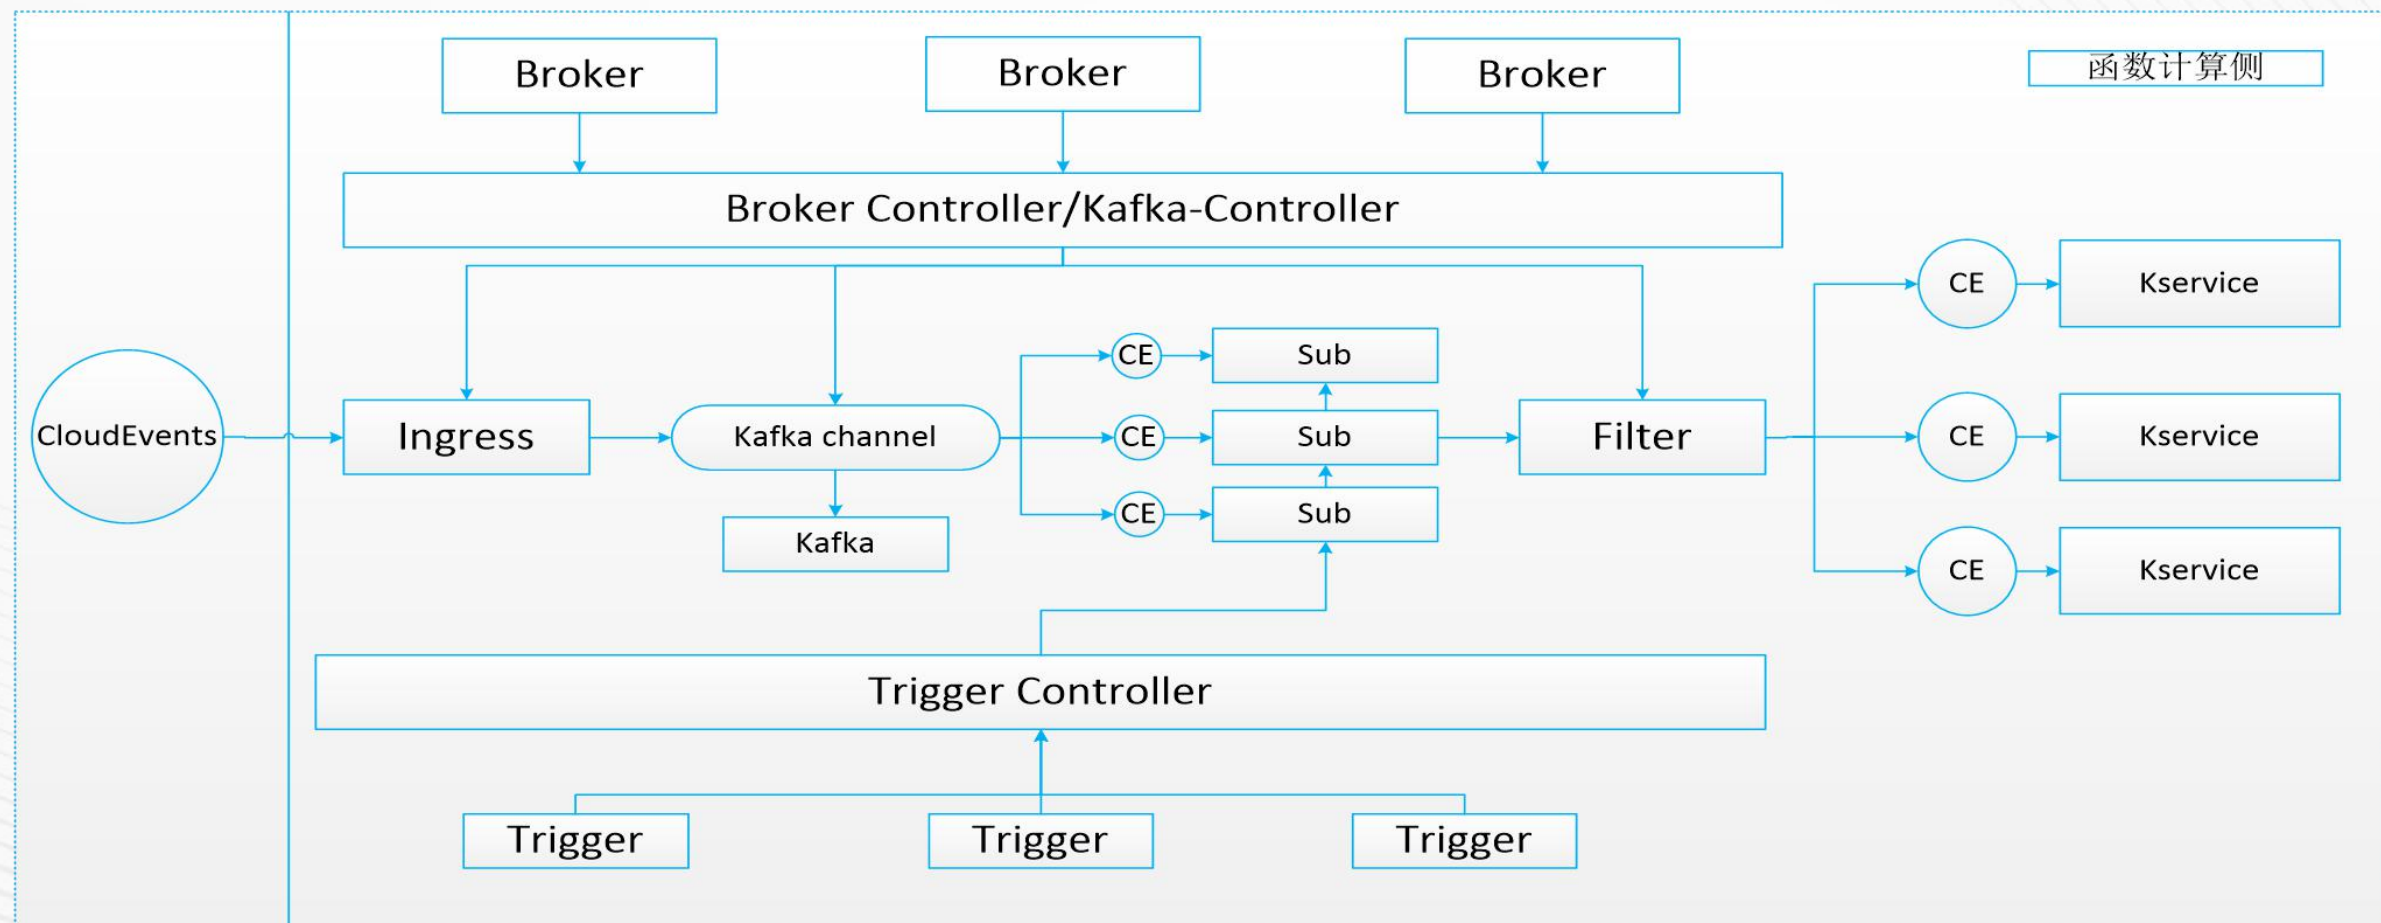 Broker
Broker
Broker
函数计算侧
Broker Controller/Kafka-Controller
CE
Kservice
CE
Sub
CloudEvents
Ingress
Kafka channel
CE
Sub
Filter
CE
Kservice
CE
Sub
Kafka
CE
Kservice
Trigger Controller
Trigger
Trigger
Trigger